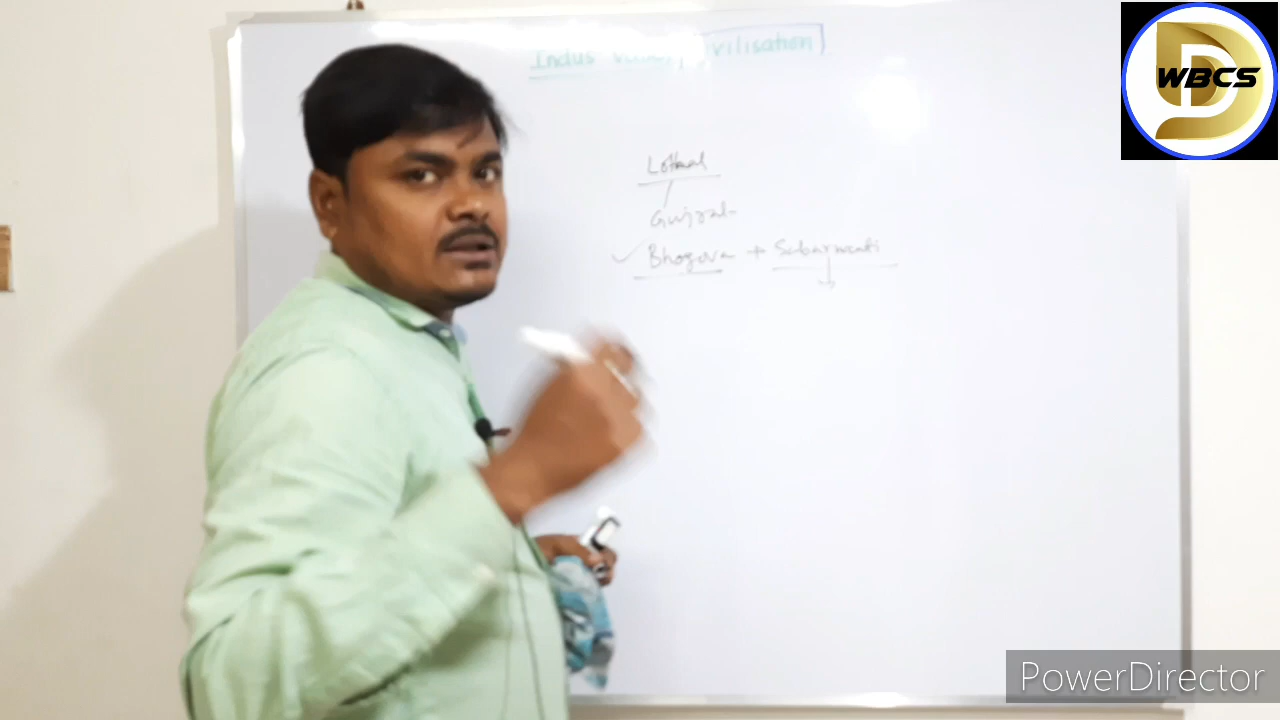 Indus Valley Civilisation
WBCS
Lothal
Gujrat
Bhogava + Sabarmati
PowerDirector